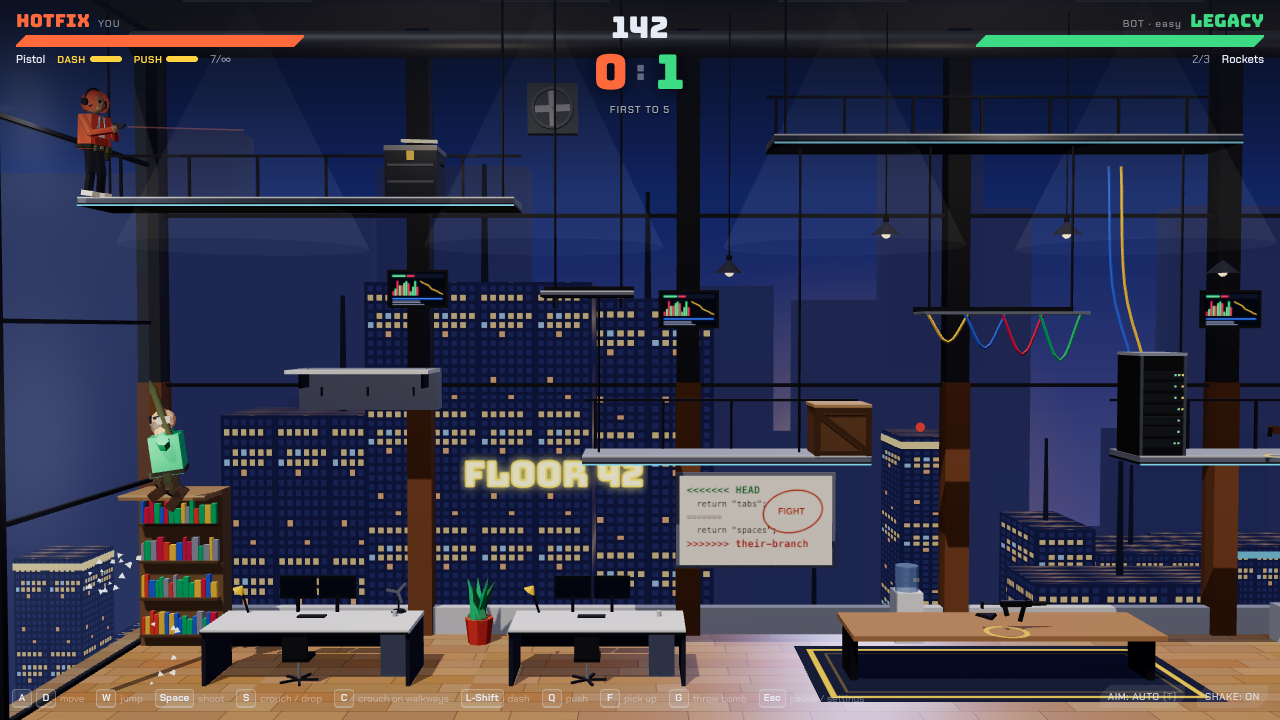 HOTFIX YOU
142
BOT · easy LEGACY
Pistol DASH PUSH 7/∞
0 : 1
2/3 Rockets
FIRST TO 5
FLOOR 42
<<<<<<< HEAD
return "tabs";
=======
return "spaces";
>>>>>>> their-branch
FIGHT
A D move W jump Space shoot S crouch / drop C crouch on walkways L-Shift dash Q push F pick up G throw bomb Esc pause / settings
AIM: AUTO [T] SHAKE: ON